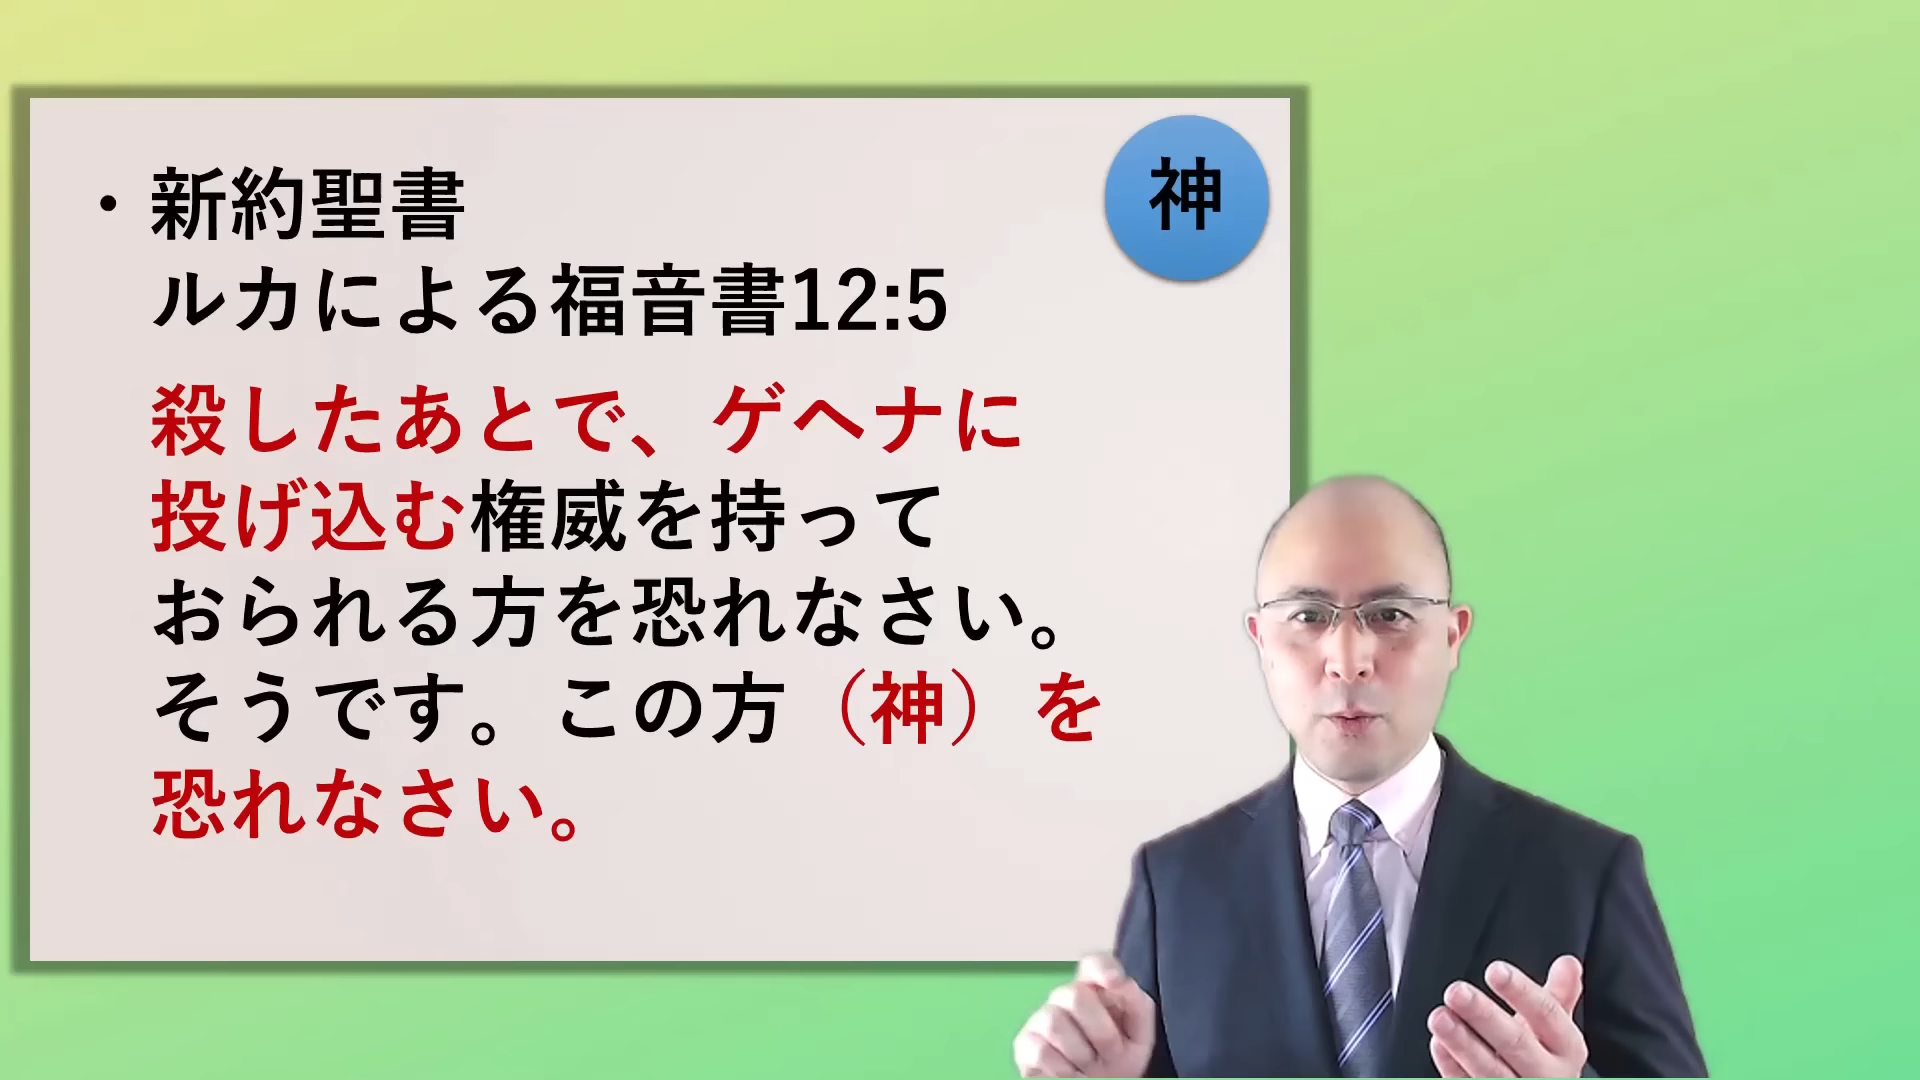 ・新約聖書
神
ルカによる福音書12:5
殺したあとで、ゲヘナに
投げ込む権威を持って
おられる方を恐れなさい。
そうです。この方（神）を
恐れなさい。